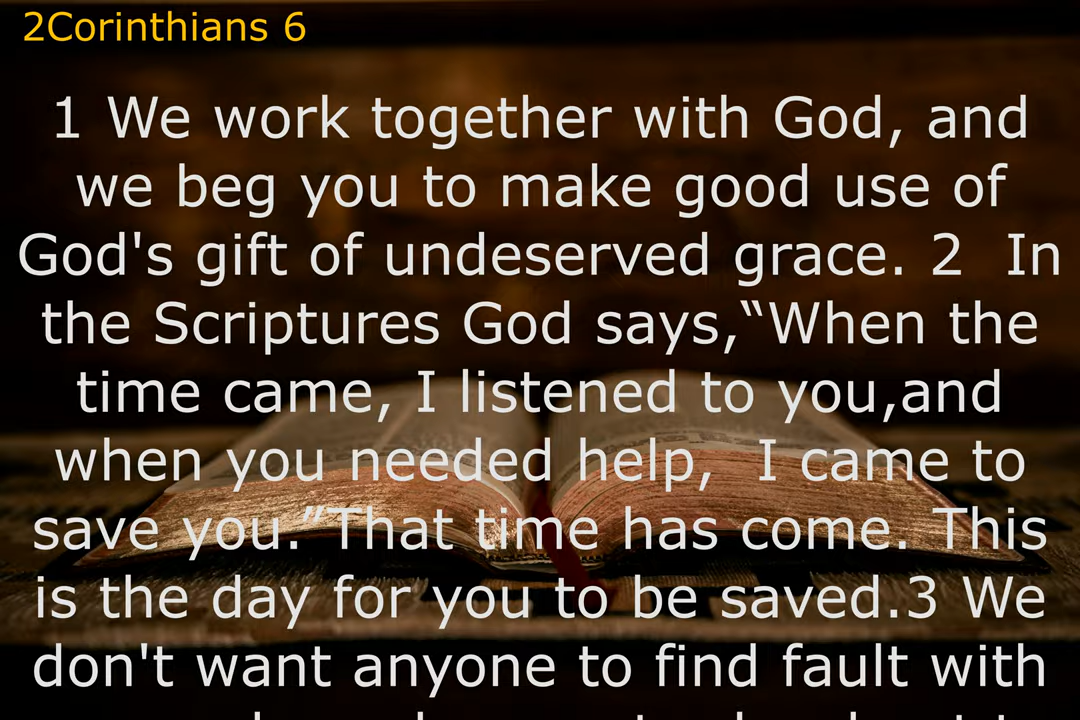 2Corinthians 6
1 We work together with God, and
we beg you to make good use of
God's gift of undeserved grace. 2  In
the Scriptures God says,“When the
time came, I listened to you,and
when you needed help,  I came to
save you.”That time has come. This
is the day for you to be saved.3 We
don't want anyone to find fault with